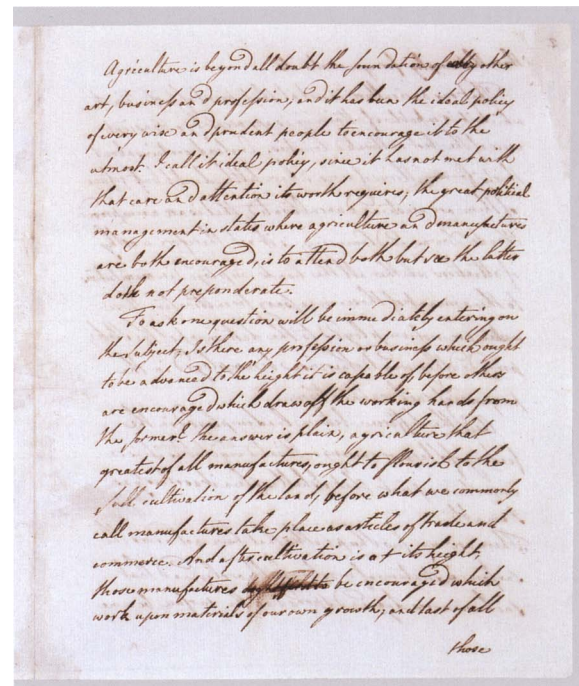 Agriculture is beyond all doubt the foundation of every other
art, business and profession, and it has been the ideal policy
of every wise and prudent people to encourage it to the
utmost. I call it ideal policy, since it has not met with
that care and attention its worth requires; the great political
management in states where agriculture and manufactures
are both encouraged, is to attend both but see the latter
doth not preponderate.
To ask one question will be immediately entering on
the subject, Is there any profession or business which ought
to be advanced to the height it is capable of, before others
are encouraged which draw off the working hands from
the former? the answer is plain, agriculture that
greatest of all manufactures, ought to flourish to the
full cultivation of the land, before what we commonly
call manufactures take place as articles of trade and
commerce. And after cultivation is at its height,
those manufactures be encouraged which
work upon materials of our own growth, and last of all
those